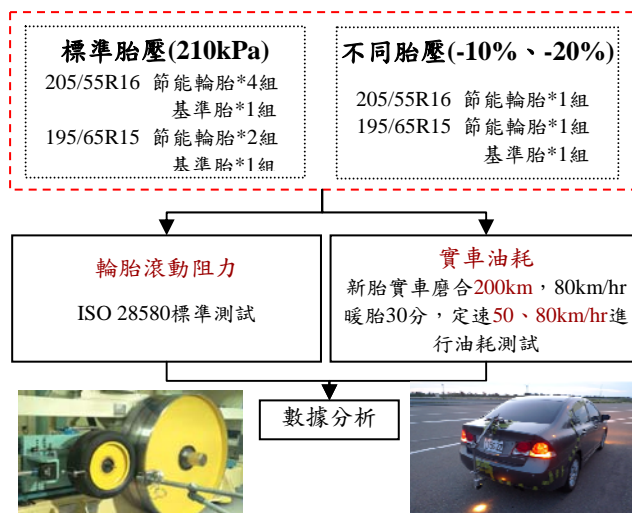 標準胎壓(210kPa)
205/55R16 節能輪胎*4組
基準胎*1組
195/65R15 節能輪胎*2組
基準胎*1組
不同胎壓(-10%、-20%)
205/55R16 節能輪胎*1組
195/65R15 節能輪胎*1組
基準胎*1組
輪胎滾動阻力
ISO 28580標準測試
實車油耗
新胎實車磨合200km，80km/hr
暖胎30分，定速50、80km/hr進
行油耗測試
數據分析